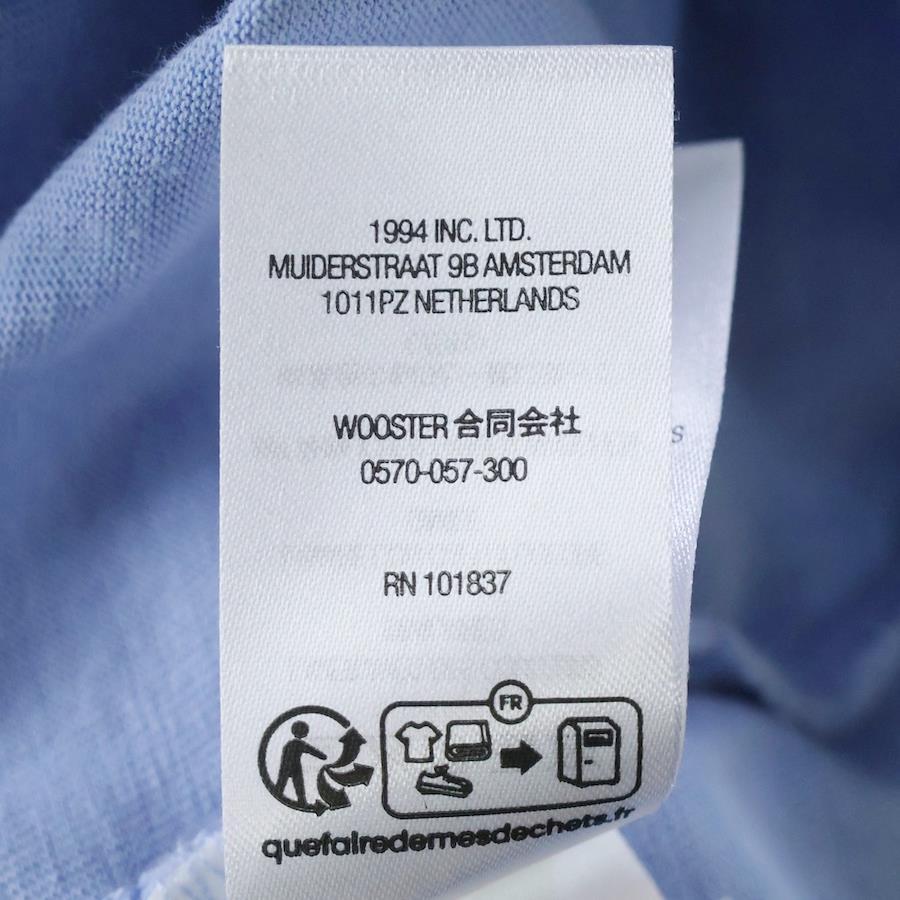 1994 INC. LTD.
MUIDERSTRAAT 9B AMSTERDAM
1011PZ NETHERLANDS
WOOSTER 合同会社
0570-057-300
RN 101837
FR
quefairedemesdechets.fr
s